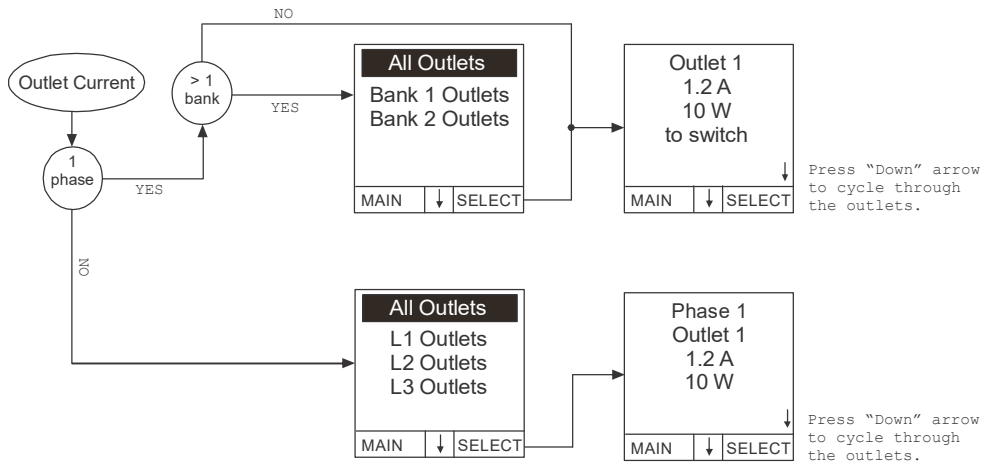 NO
Outlet Current
> 1
bank
YES
All Outlets
Bank 1 Outlets
Bank 2 Outlets
MAIN ↓ SELECT
Outlet 1
1.2 A
10 W
to switch
↓
MAIN ↓ SELECT
Press “Down” arrow
to cycle through
the outlets.
1
phase
YES
NO
All Outlets
L1 Outlets
L2 Outlets
L3 Outlets
MAIN ↓ SELECT
Phase 1
Outlet 1
1.2 A
10 W
↓
MAIN ↓ SELECT
Press “Down” arrow
to cycle through
the outlets.